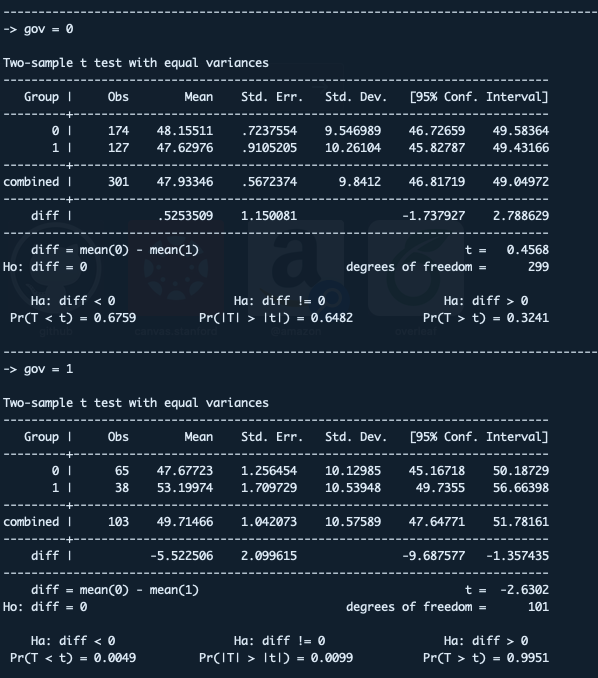 -> gov = 0
Two-sample t test with equal variances
Group | Obs Mean Std. Err. Std. Dev. [95% Conf. Interval]
0 | 174 48.15511 .7237554 9.546989 46.72659 49.58364
1 | 127 47.62976 .9105205 10.26104 45.82787 49.43166
combined | 301 47.93346 .5672374 9.8412 46.81719 49.04972
diff | .5253509 1.150081 -1.737927 2.788629
diff = mean(0) - mean(1) t = 0.4568
Ho: diff = 0 degrees of freedom = 299
Ha: diff < 0 Ha: diff != 0 Ha: diff > 0
Pr(T < t) = 0.6759 Pr(|T| > |t|) = 0.6482 Pr(T > t) = 0.3241
-> gov = 1
Two-sample t test with equal variances
Group | Obs Mean Std. Err. Std. Dev. [95% Conf. Interval]
0 | 65 47.67723 1.256454 10.12985 45.16718 50.18729
1 | 38 53.19974 1.709729 10.53948 49.7355 56.66398
combined | 103 49.71466 1.042073 10.57589 47.64771 51.78161
diff | -5.522506 2.099615 -9.687577 -1.357435
diff = mean(0) - mean(1) t = -2.6302
Ho: diff = 0 degrees of freedom = 101
Ha: diff < 0 Ha: diff != 0 Ha: diff > 0
Pr(T < t) = 0.0049 Pr(|T| > |t|) = 0.0099 Pr(T > t) = 0.9951